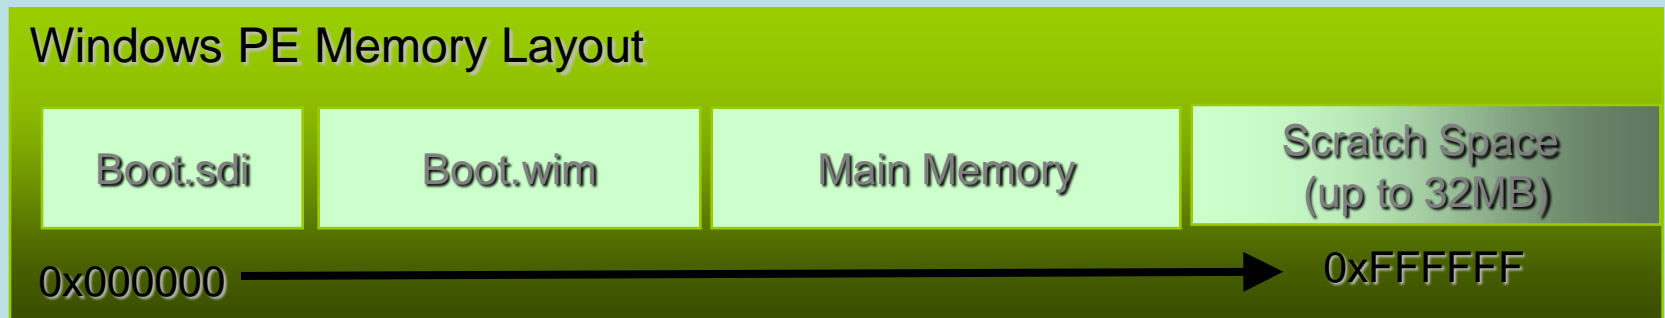 Windows PE Memory Layout
Boot.sdi
Boot.wim
Main Memory
Scratch Space
(up to 32MB)
0x000000
0xFFFFFF